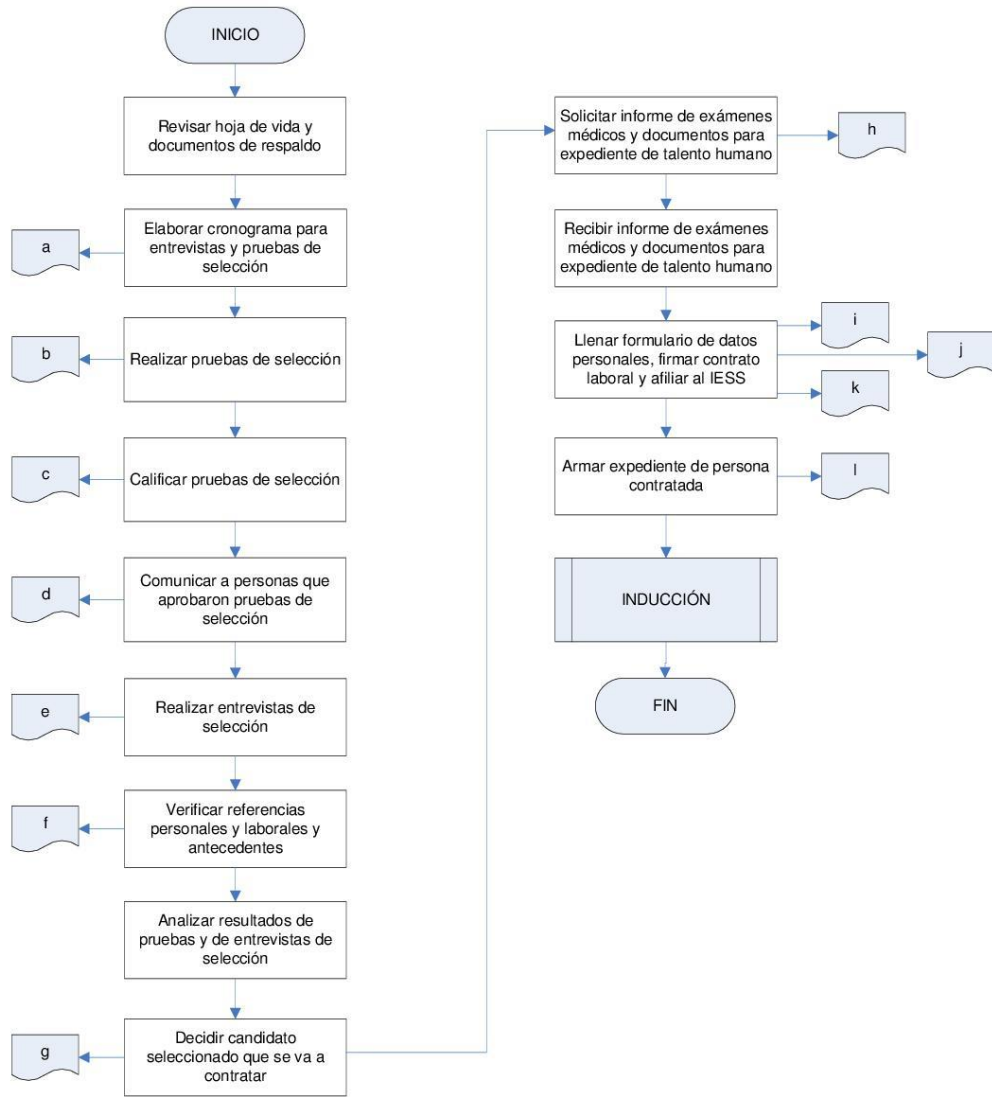 INICIO
Revisar hoja de vida y
documentos de respaldo
Elaborar cronograma para
entrevistas y pruebas de
selección
a
Realizar pruebas de selección
b
Calificar pruebas de selección
c
Comunicar a personas que
aprobaron pruebas de
selección
d
Realizar entrevistas de
selección
e
Verificar referencias
personales y laborales y
antecedentes
f
Analizar resultados de
pruebas y de entrevistas de
selección
Decidir candidato
seleccionado que se va a
contratar
g
Solicitar informe de exámenes
médicos y documentos para
expediente de talento humano
h
Recibir informe de exámenes
médicos y documentos para
expediente de talento humano
Llenar formulario de datos
personales, firmar contrato
laboral y afiliar al IESS
i
j
k
Armar expediente de persona
contratada
l
INDUCCIÓN
FIN